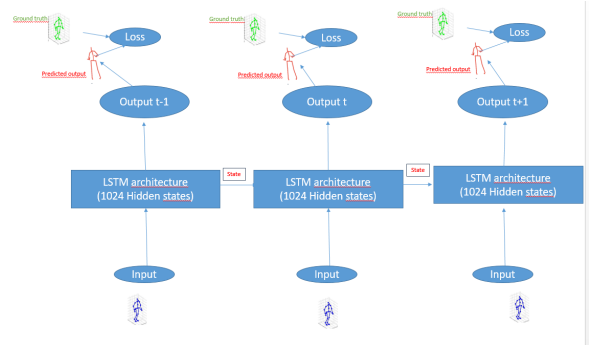 Ground truth
Loss
Predicted output
Output t-1
LSTM architecture
(1024 Hidden states)
Input
State
Ground truth
Loss
Predicted output
Output t
LSTM architecture
(1024 Hidden states)
Input
State
Ground truth
Loss
Predicted output
Output t+1
LSTM architecture
(1024 Hidden states)
Input